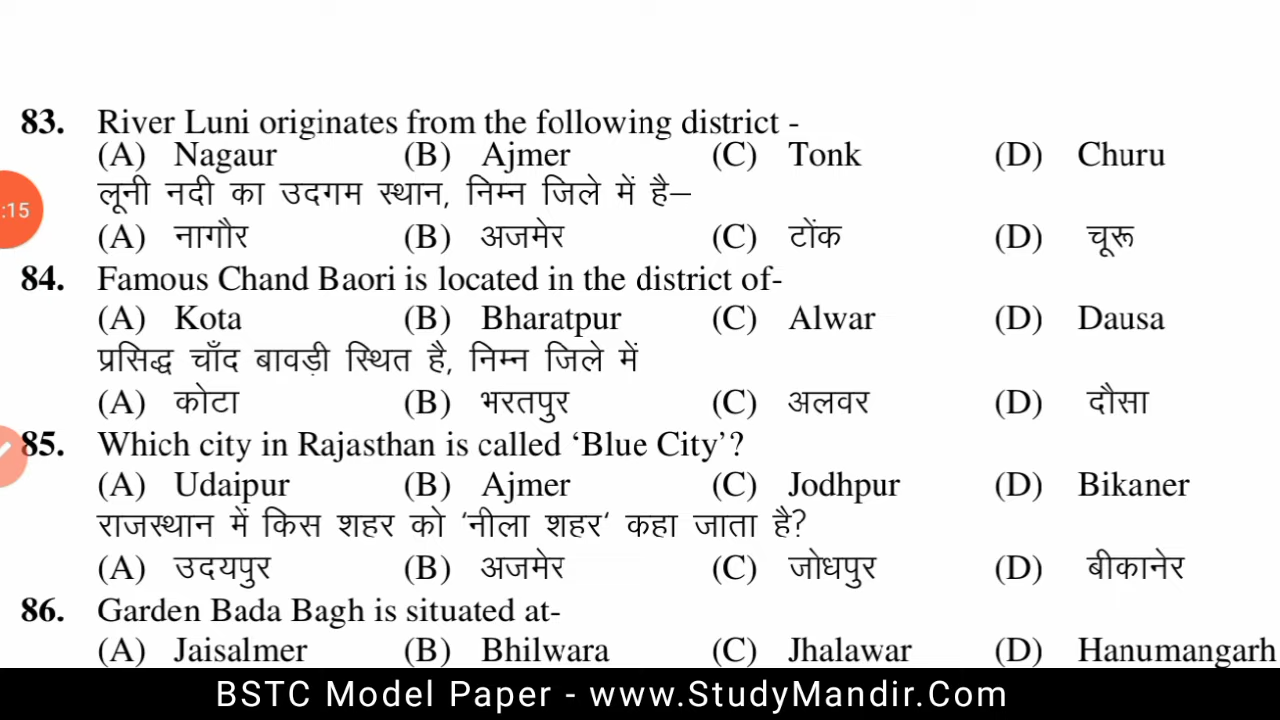 83. River Luni originates from the following district -
(A) Nagaur (B) Ajmer (C) Tonk (D) Churu
लूनी नदी का उदगम स्थान, निम्न जिले में है–
(A) नागौर (B) अजमेर (C) टोंक (D) चूरू
:15
84. Famous Chand Baori is located in the district of-
(A) Kota (B) Bharatpur (C) Alwar (D) Dausa
प्रसिद्ध चाँद बावड़ी स्थित है, निम्न जिले में
(A) कोटा (B) भरतपुर (C) अलवर (D) दौसा
85. Which city in Rajasthan is called ‘Blue City’?
(A) Udaipur (B) Ajmer (C) Jodhpur (D) Bikaner
राजस्थान में किस शहर को ‘नीला शहर‘ कहा जाता है?
(A) उदयपुर (B) अजमेर (C) जोधपुर (D) बीकानेर
86. Garden Bada Bagh is situated at-
(A) Jaisalmer (B) Bhilwara (C) Jhalawar (D) Hanumangarh
BSTC Model Paper - www.StudyMandir.Com